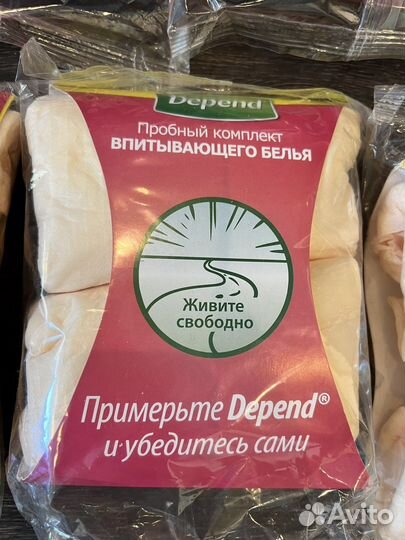 Depend
Пробный комплект
ВПИТЫВАЮЩЕГО БЕЛЬЯ
Живите
свободно
Примерьте Depend®
и убедитесь сами
Avito